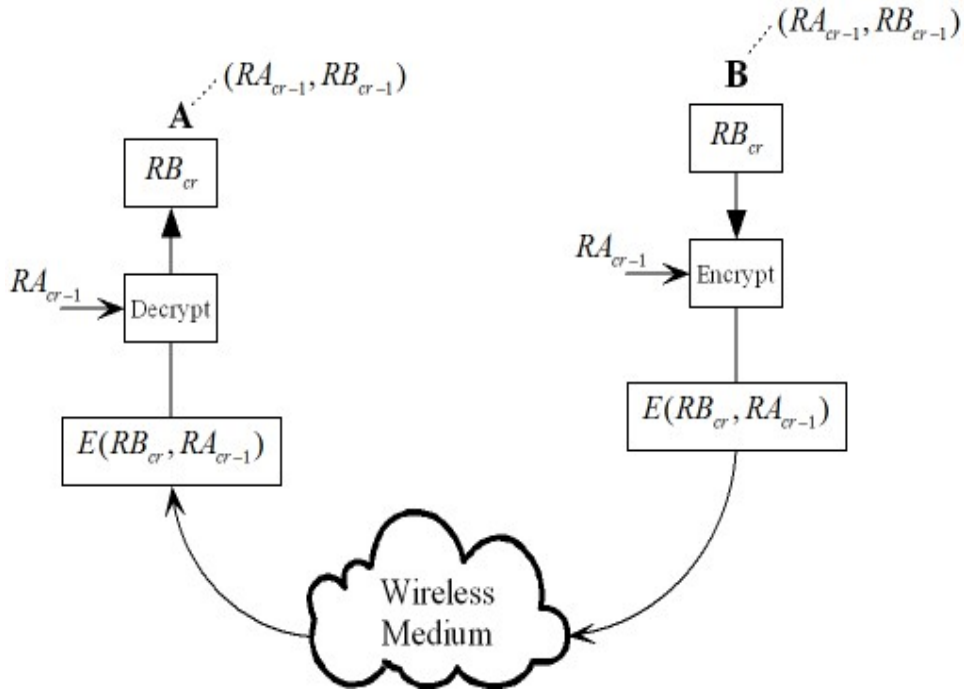 (RA_{cr-1}, RB_{cr-1})
A
RB_{cr}
RA_{cr-1}
Decrypt
E(RB_{cr}, RA_{cr-1})
(RA_{cr-1}, RB_{cr-1})
B
RB_{cr}
RA_{cr-1}
Encrypt
E(RB_{cr}, RA_{cr-1})
Wireless
Medium